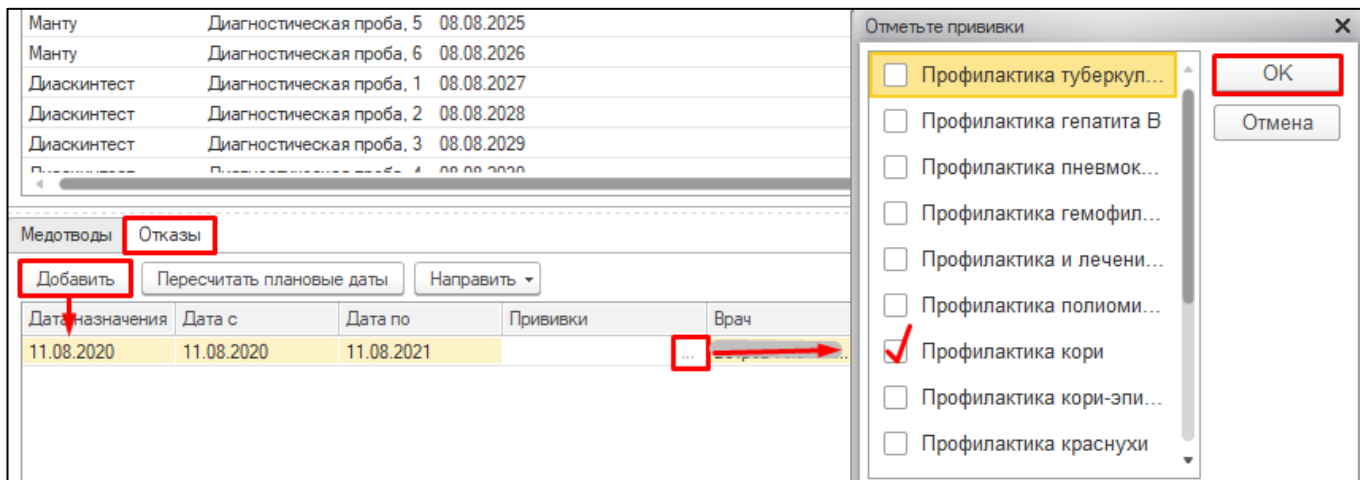 Манту Диагностическая проба, 5 08.08.2025
Манту Диагностическая проба, 6 08.08.2026
Диаскинтест Диагностическая проба, 1 08.08.2027
Диаскинтест Диагностическая проба, 2 08.08.2028
Диаскинтест Диагностическая проба, 3 08.08.2029
Медотводы Отказы
Добавить Пересчитать плановые даты Направить
Дата назначения Дата с Дата по Прививки Врач
11.08.2020 11.08.2020 11.08.2021 ...
Отметьте прививки
Профилактика туберкул...
Профилактика гепатита В
Профилактика пневмок...
Профилактика гемофил...
Профилактика и лечени...
Профилактика полиоми...
Профилактика кори
Профилактика кори-эпи...
Профилактика краснухи
OK
Отмена